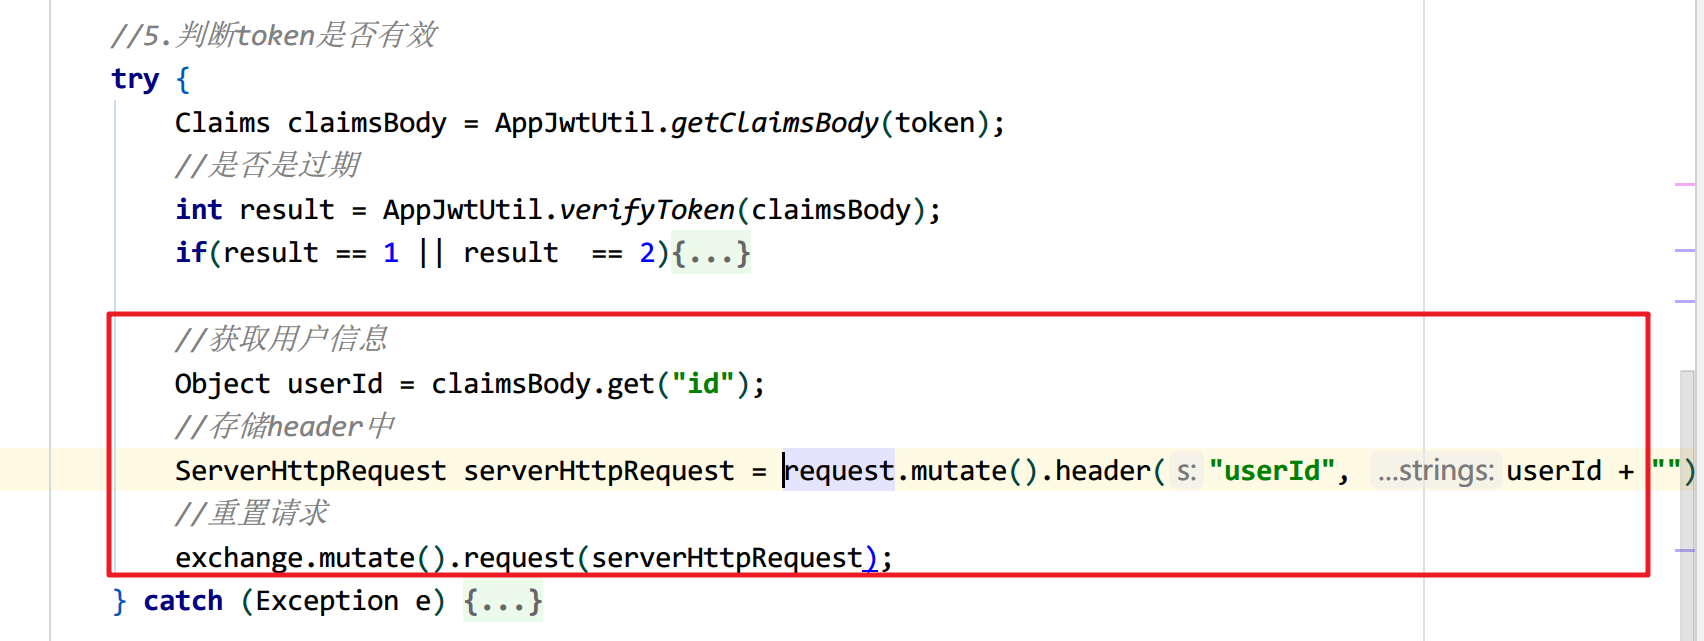 //5.判断token是否有效
try {
Claims claimsBody = AppJwtUtil.getClaimsBody(token);
//是否是过期
int result = AppJwtUtil.verifyToken(claimsBody);
if(result == 1 || result  == 2){...}
//获取用户信息
Object userId = claimsBody.get("id");
//存储header中
ServerHttpRequest serverHttpRequest = request.mutate().header( s: "userId", ...strings: userId + "")
//重置请求
exchange.mutate().request(serverHttpRequest);
} catch (Exception e) {...}